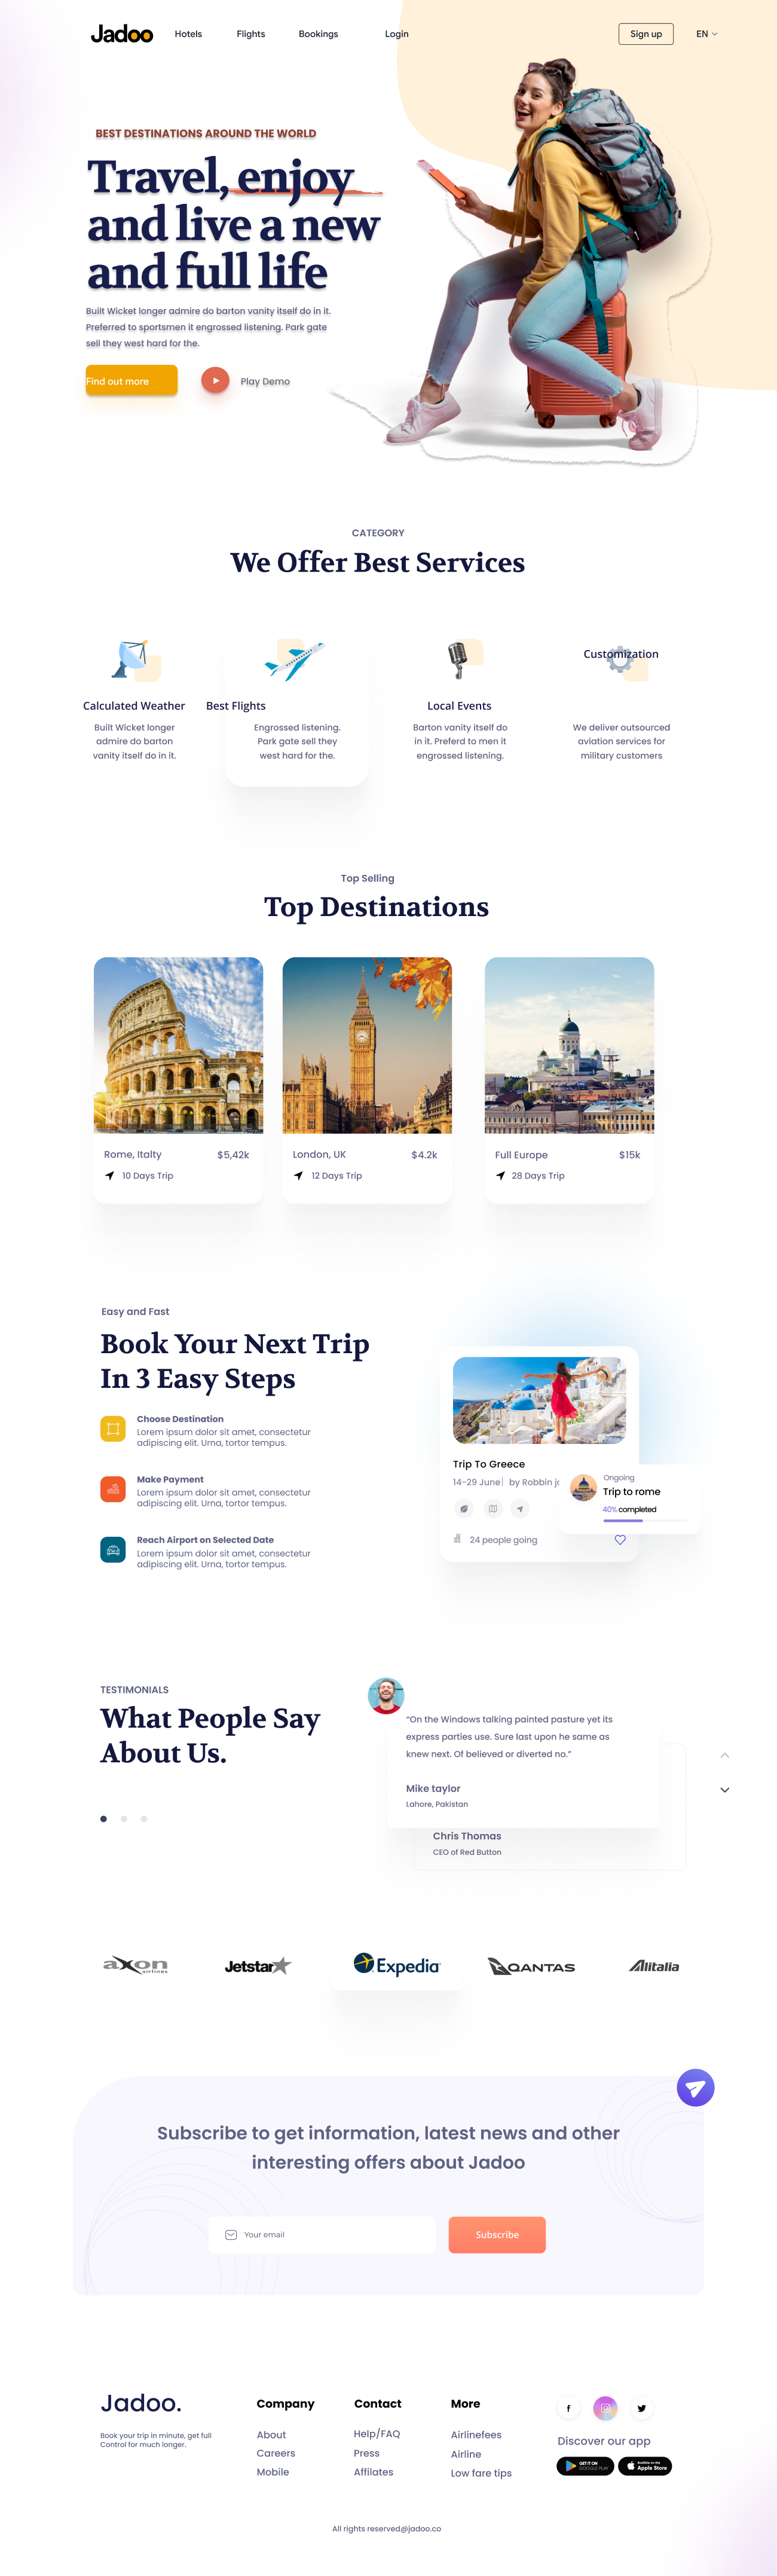 Jadoo
Hotels
Flights
Bookings
Login
Sign up
EN
BEST DESTINATIONS AROUND THE WORLD
Travel, enjoy
and live a new
and full life
Built Wicket longer admire do barton vanity itself do in it.
Preferred to sportsmen it engrossed listening. Park gate
sell they west hard for the.
Find out more
Play Demo
CATEGORY
We Offer Best Services
Calculated Weather
Built Wicket longer
admire do barton
vanity itself do in it.
Best Flights
Engrossed listening.
Park gate sell they
west hard for the.
Local Events
Barton vanity itself do
in it. Preferd to men it
engrossed listening.
Customization
We deliver outsourced
aviation services for
military customers
Top Selling
Top Destinations
Rome, Italty
$5,42k
10 Days Trip
London, UK
$4.2k
12 Days Trip
Full Europe
$15k
28 Days Trip
Easy and Fast
Book Your Next Trip
In 3 Easy Steps
Choose Destination
Lorem ipsum dolor sit amet, consectetur
adipiscing elit. Urna, tortor tempus.
Make Payment
Lorem ipsum dolor sit amet, consectetur
adipiscing elit. Urna, tortor tempus.
Reach Airport on Selected Date
Lorem ipsum dolor sit amet, consectetur
adipiscing elit. Urna, tortor tempus.
Trip To Greece
14-29 June | by Robbin jo
24 people going
Ongoing
Trip to rome
40% completed
TESTIMONIALS
What People Say
About Us.
“On the Windows talking painted pasture yet its
express parties use. Sure last upon he same as
knew next. Of believed or diverted no.”
Mike taylor
Lahore, Pakistan
Chris Thomas
CEO of Red Button
axon
airlines
Jetstar
Expedia
QANTAS
Alitalia
Subscribe to get information, latest news and other
interesting offers about Jadoo
Your email
Subscribe
Jadoo.
Book your trip in minute, get full
Control for much longer.
Company
About
Careers
Mobile
Contact
Help/FAQ
Press
Affilates
More
Airlinefees
Airline
Low fare tips
Discover our app
GET IT ON
GOOGLE PLAY
Available on the
Apple Store
All rights reserved@jadoo.co